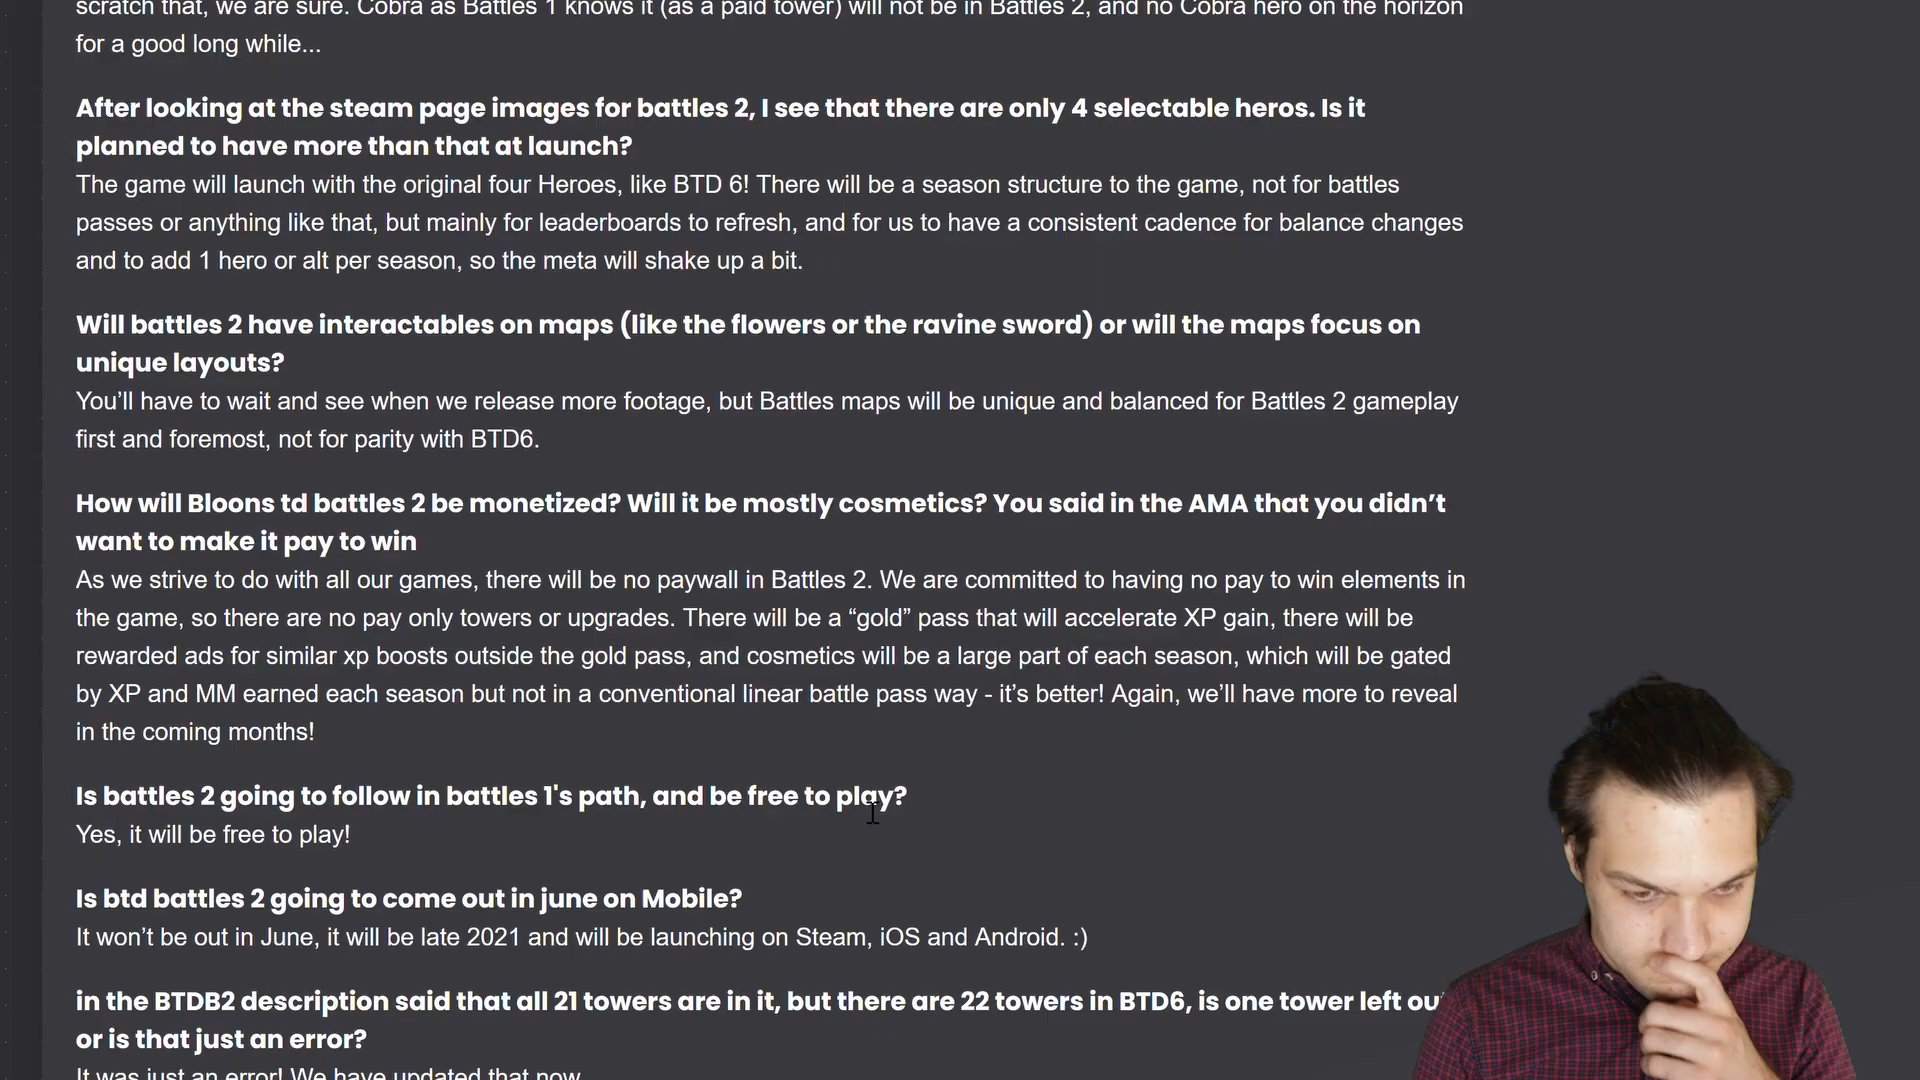 scratch that, we are sure. Cobra as Battles 1 knows it (as a paid tower) will not be in Battles 2, and no Cobra hero on the horizon
for a good long while...
After looking at the steam page images for battles 2, I see that there are only 4 selectable heros. Is it
planned to have more than that at launch?
The game will launch with the original four Heroes, like BTD 6! There will be a season structure to the game, not for battles
passes or anything like that, but mainly for leaderboards to refresh, and for us to have a consistent cadence for balance changes
and to add 1 hero or alt per season, so the meta will shake up a bit.
Will battles 2 have interactables on maps (like the flowers or the ravine sword) or will the maps focus on
unique layouts?
You’ll have to wait and see when we release more footage, but Battles maps will be unique and balanced for Battles 2 gameplay
first and foremost, not for parity with BTD6.
How will Bloons td battles 2 be monetized? Will it be mostly cosmetics? You said in the AMA that you didn’t
want to make it pay to win
As we strive to do with all our games, there will be no paywall in Battles 2. We are committed to having no pay to win elements in
the game, so there are no pay only towers or upgrades. There will be a “gold” pass that will accelerate XP gain, there will be
rewarded ads for similar xp boosts outside the gold pass, and cosmetics will be a large part of each season, which will be gated
by XP and MM earned each season but not in a conventional linear battle pass way - it’s better! Again, we’ll have more to reveal
in the coming months!
Is battles 2 going to follow in battles 1's path, and be free to play?
Yes, it will be free to play!
Is btd battles 2 going to come out in june on Mobile?
It won’t be out in June, it will be late 2021 and will be launching on Steam, iOS and Android. :)
in the BTDB2 description said that all 21 towers are in it, but there are 22 towers in BTD6, is one tower left out
or is that just an error?
It was just an error! We have updated that now